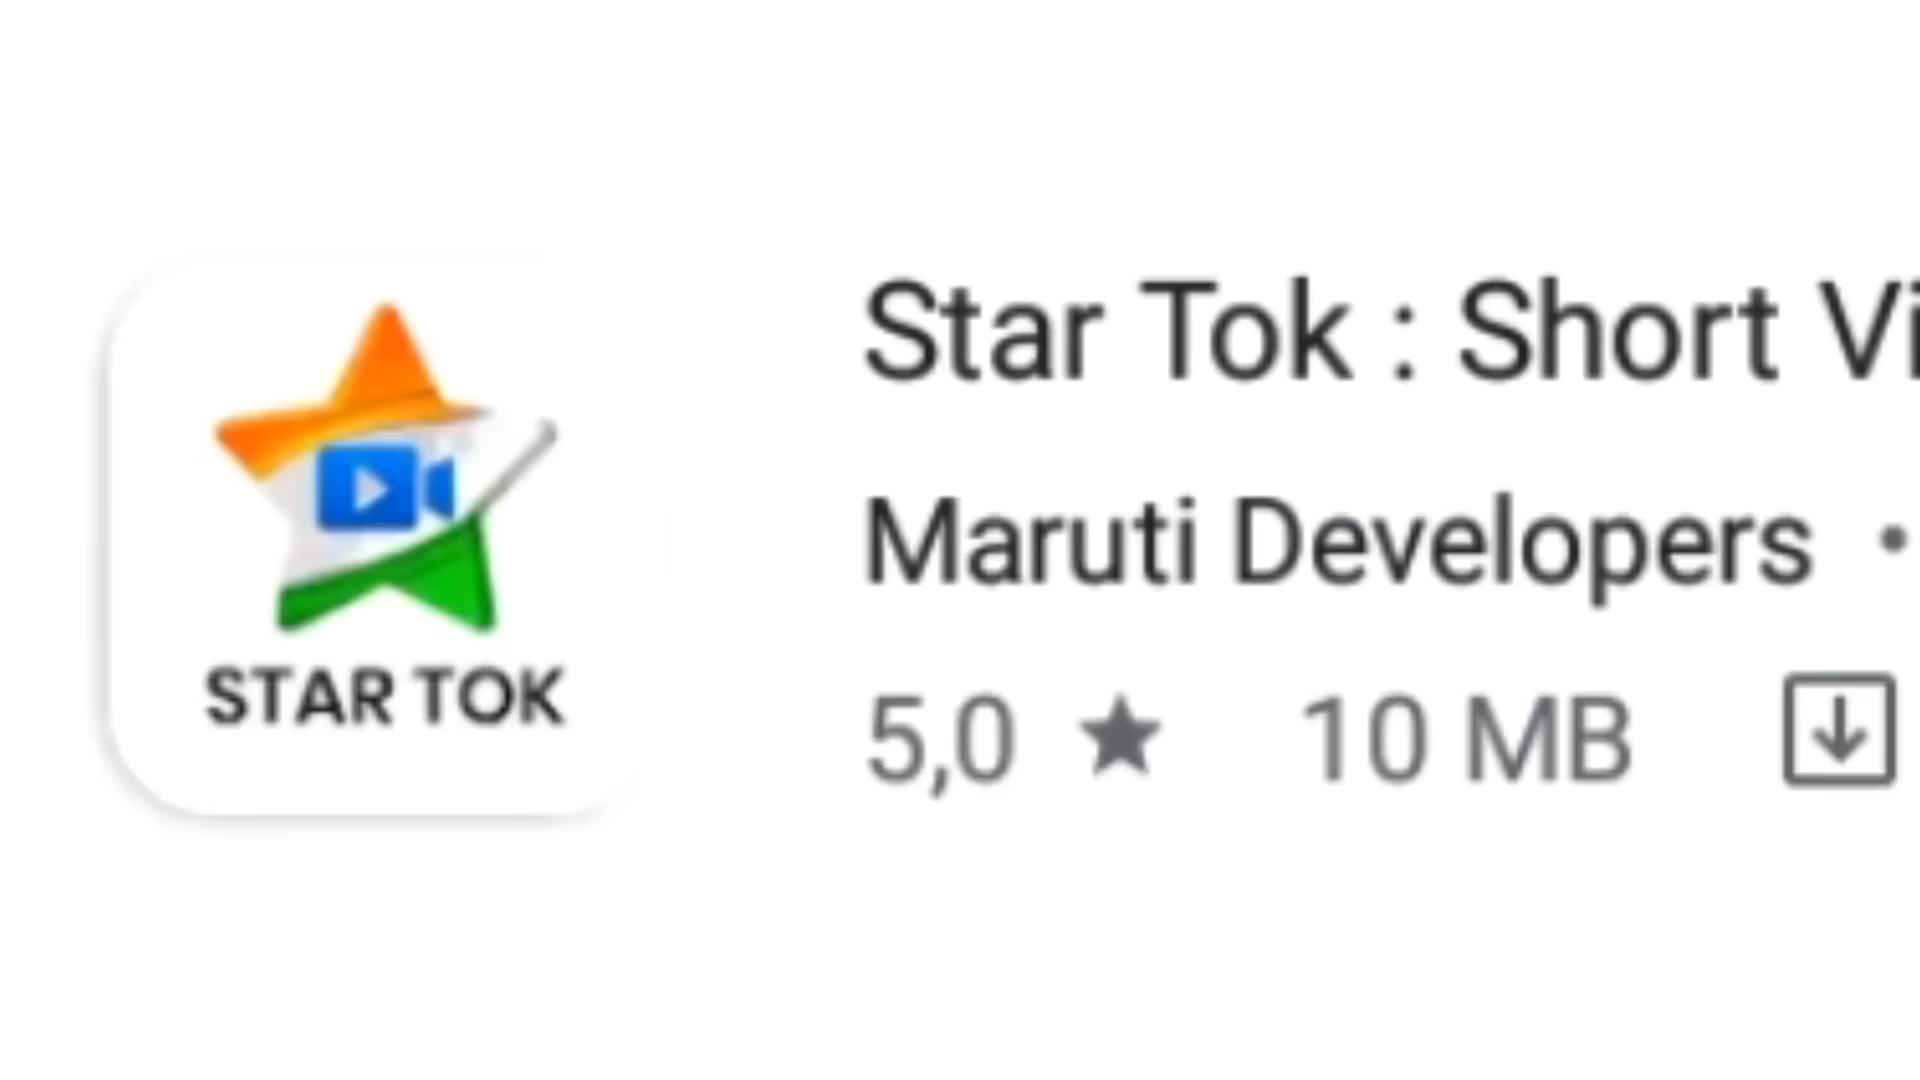 STAR TOK
Star Tok : Short Vi
Maruti Developers •
5,0 ★ 10 MB